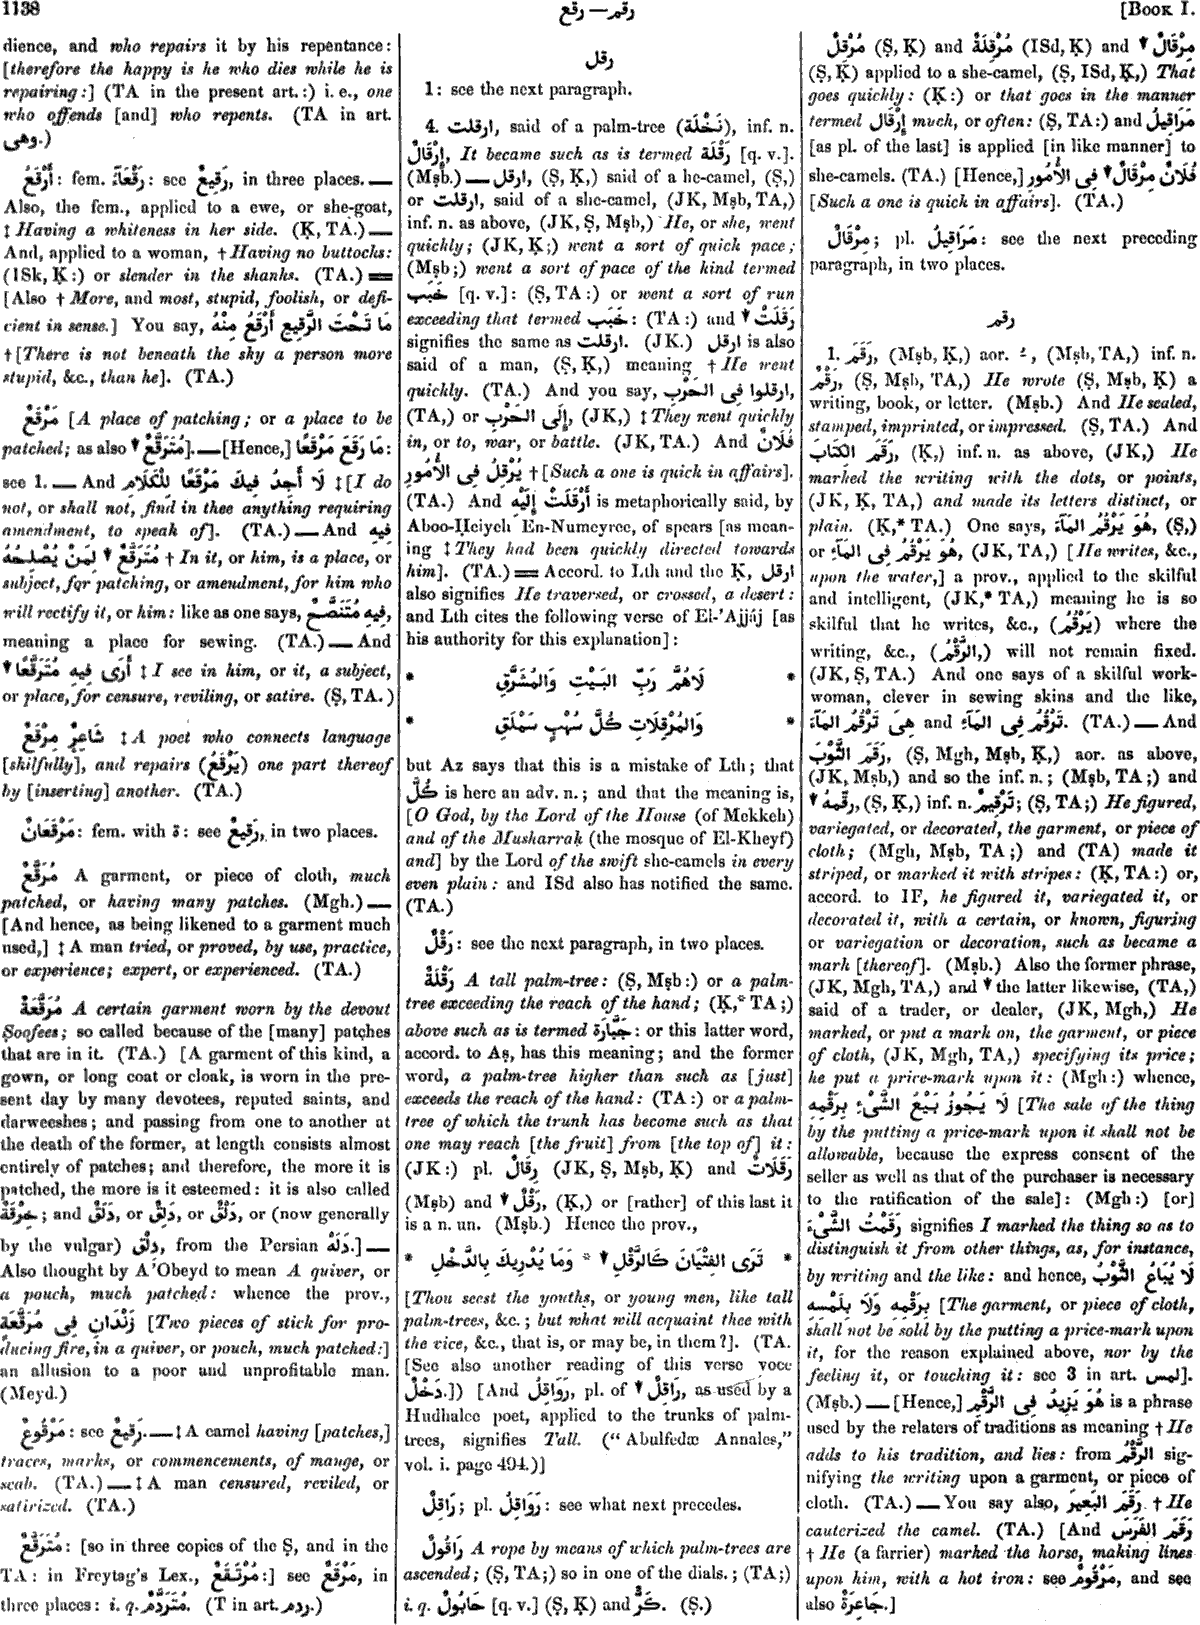 1138
رقع — رقم
[BOOK I.
dience, and who repairs it by his repentance:
[therefore the happy is he who dies while he is
repairing:] (TA in the present art.:) i. e., one
who offends [and] who repents. (TA in art.
وهى.)
أَرْقَعُ: fem. رَقْعَآءُ: see رَقِيعٌ, in three places. —
Also, the fem., applied to a ewe, or she-goat,
‡ Having a whiteness in her side. (Ḳ, TA.) —
And, applied to a woman, † Having no buttocks:
(ISk, Ḳ:) or slender in the shanks. (TA.) ═
[Also † More, and most, stupid, foolish, or defi-
cient in sense.] You say, مَا تَحْتَ الرَّقِيعِ أَرْقَعُ مِنْهُ
† [There is not beneath the sky a person more
stupid, &c., than he]. (TA.)
مَرْقَعٌ [A place of patching; or a place to be
patched; as also ▼ مُتَرَقَّعٌ]. — [Hence,] مَا رَقَعَ مَرْقَعًا:
see 1. — And لَا أَجِدُ فِيكَ مَرْقَعًا لِلْكَلَامِ ‡ [I do
not, or shall not, find in thee anything requiring
amendment, to speak of]. (TA.) — And فِيهِ
مُتَرَقَّعٌ ▼ لِمَنْ يُصْلِحُهُ † In it, or him, is a place, or
subject, for patching, or amendment, for him who
will rectify it, or him: like as one says, فِيهِ مُتَنَصَّحٌ,
meaning a place for sewing. (TA.) — And
أَرَى فِيهِ مُتَرَقَّعًا ▼ ‡ I see in him, or it, a subject,
or place, for censure, reviling, or satire. (Ṣ, TA.)
شَاعِرٌ مِرْقَعٌ ‡ A poet who connects language
[skilfully], and repairs (يَرْقَعُ) one part thereof
by [inserting] another. (TA.)
مَرْقَعَانٌ: fem. with ة: see رَقِيعٌ, in two places.
مُرَقَّعٌ A garment, or piece of cloth, much
patched, or having many patches. (Mgh.) —
[And hence, as being likened to a garment much
used,] ‡ A man tried, or proved, by use, practice,
or experience; expert, or experienced. (TA.)
مُرَقَّعَةٌ A certain garment worn by the devout
Ṣoofees; so called because of the [many] patches
that are in it. (TA.) [A garment of this kind, a
gown, or long coat or cloak, is worn in the pre-
sent day by many devotees, reputed saints, and
darweeshes; and passing from one to another at
the death of the former, at length consists almost
entirely of patches; and therefore, the more it is
patched, the more is it esteemed: it is also called
خِرْقَةٌ; and دَلَقٌ, or دَلِقٌ, or دَلْقٌ, or (now generally
by the vulgar) دِلْق, from the Persian دَلَهْ.] —
Also thought by A'Obeyd to mean A quiver, or
a pouch, much patched: whence the prov.,
زَنْدَانِ فِى مُرَقَّعَةٍ [Two pieces of stick for pro-
ducing fire, in a quiver, or pouch, much patched:]
an allusion to a poor and unprofitable man.
(Meyd.)
مَرْقُوعٌ: see رَقِيعٌ. — ‡ A camel having [patches,]
traces, marks, or commencements, of mange, or
scab. (TA.) — ‡ A man censured, reviled, or
satirized. (TA.)
مُتَرَقَّعٌ: [so in three copies of the Ṣ, and in the
TA: in Freytag's Lex., مُرْتَقَعٌ:] see مَرْقَعٌ, in
three places: i. q. مُتَرَدَّمٌ. (T in art. ردم.)
رقل
1: see the next paragraph.
4. ارقلت, said of a palm-tree (نَخْلَة), inf. n.
إِرْقَالٌ, It became such as is termed رَقْلَة [q. v.].
(Mṣb.) — ارقل, (Ṣ, Ḳ,) said of a he-camel, (Ṣ,)
or ارقلت, said of a she-camel, (JK, Mṣb, TA,)
inf. n. as above, (JK, Ṣ, Mṣb,) He, or she, went
quickly; (JK, Ḳ;) went a sort of quick pace;
(Mṣb;) went a sort of pace of the kind termed
خَبَب [q. v.]: (Ṣ, TA:) or went a sort of run
exceeding that termed خَبَب: (TA:) and ▼ رَقَلَتْ
signifies the same as ارقلت. (JK.) ارقل is also
said of a man, (Ṣ, Ḳ,) meaning † He went
quickly. (TA.) And you say, ارقلوا فِى الحَرْبِ,
(TA,) or إِلَى الحَرْبِ, (JK,) ‡ They went quickly
in, or to, war, or battle. (JK, TA.) And فُلَانٌ
يُرْقِلُ فِى الأُمُورِ † [Such a one is quick in affairs].
(TA.) And أَرْقَلَتْ إِلَيْهِ is metaphorically said, by
Aboo-Ḥeiyeh En-Numeyree, of spears [as mean-
ing ‡ They had been quickly directed towards
him]. (TA.) ═ Accord. to Lth and the Ḳ, ارقل
also signifies He traversed, or crossed, a desert:
and Lth cites the following verse of El-'Ajjáj [as
his authority for this explanation]:
* لَاهُمَّ رَبِّ البَيْتِ وَالمُشَرَّقِ *
* وَالمُرْقِلَاتِ كُلَّ سُهْبٍ سَمْلَقِ *
but Az says that this is a mistake of Lth; that
كُلَّ is here an adv. n.; and that the meaning is,
[O God, by the Lord of the House (of Mekkeh)
and of the Musharraḳ (the mosque of El-Kheyf)
and] by the Lord of the swift she-camels in every
even plain: and ISd also has notified the same.
(TA.)
رَقْلٌ: see the next paragraph, in two places.
رَقْلَةٌ A tall palm-tree: (Ṣ, Mṣb:) or a palm-
tree exceeding the reach of the hand; (Ḳ,* TA;)
above such as is termed جَبَّارَة: or this latter word,
accord. to Aṣ, has this meaning; and the former
word, a palm-tree higher than such as [just]
exceeds the reach of the hand: (TA:) or a palm-
tree of which the trunk has become such as that
one may reach [the fruit] from [the top of] it:
(JK:) pl. رِقَالٌ (JK, Ṣ, Mṣb, Ḳ) and رَقَلَاتٌ
(Mṣb) and ▼ رَقْلٌ, (Ḳ,) or [rather] of this last it
is a n. un. (Mṣb.) Hence the prov.,
* تَرَى الفِتْيَانَ كَالرَّقْلِ ▼ * وَمَا يُدْرِيكَ بِالدَّخْلِ *
[Thou seest the youths, or young men, like tall
palm-trees, &c.; but what will acquaint thee with
the vice, &c., that is, or may be, in them?]. (TA.
[See also another reading of this verse voce
دَخْلٌ.]) [And رَوَاقِلُ, pl. of ▼ رَاقِلٌ, as used by a
Hudhalee poet, applied to the trunks of palm-
trees, signifies Tall. ("Abulfedæ Annales,"
vol. i. page 494.)]
رَاقِلٌ; pl. رَوَاقِلُ: see what next precedes.
رَاقُولٌ A rope by means of which palm-trees are
ascended; (Ṣ, TA;) so in one of the dials.; (TA;)
i. q. حَابُولٌ [q. v.] (Ṣ, Ḳ) and كَرٌّ. (Ṣ.)
مُرْقِلٌ (Ṣ, Ḳ) and مُرْقِلَةٌ (ISd, Ḳ) and ▼ مِرْقَالٌ
(Ṣ, Ḳ) applied to a she-camel, (Ṣ, ISd, Ḳ,) That
goes quickly: (Ḳ:) or that goes in the manner
termed إِرْقَال much, or often: (Ṣ, TA:) and مَرَاقِيلُ
[as pl. of the last] is applied [in like manner] to
she-camels. (TA.) [Hence,] فُلَانٌ مِرْقَالٌ ▼ فِى الأُمُورِ
[Such a one is quick in affairs]. (TA.)
مِرْقَالٌ; pl. مَرَاقِيلُ: see the next preceding
paragraph, in two places.
رقم
1. رَقَمَ, (Mṣb, Ḳ,) aor. ـُ, (Mṣb, TA,) inf. n.
رَقْمٌ, (Ṣ, Mṣb, TA,) He wrote (Ṣ, Mṣb, Ḳ) a
writing, book, or letter. (Mṣb.) And He sealed,
stamped, imprinted, or impressed. (Ṣ, TA.) And
رَقَمَ الكِتَابَ, (Ḳ,) inf. n. as above, (JK,) He
marked the writing with the dots, or points,
(JK, Ḳ, TA,) and made its letters distinct, or
plain. (Ḳ,* TA.) One says, هُوَ يَرْقُمُ المَآءَ, (Ṣ,)
or هُوَ يَرْقُمُ فِى المَآءِ, (JK, TA,) [He writes, &c.,
upon the water,] a prov., applied to the skilful
and intelligent, (JK,* TA,) meaning he is so
skilful that he writes, &c., (يَرْقُمُ) where the
writing, &c., (الرَّقْمُ,) will not remain fixed.
(JK, Ṣ, TA.) And one says of a skilful work-
woman, clever in sewing skins and the like,
هِىَ تَرْقُمُ المَآءَ and تَرْقُمُ فِى المَآءِ. (TA.) — And
رَقَمَ الثَّوْبَ, (Ṣ, Mgh, Mṣb, Ḳ,) aor. as above,
(JK, Mṣb,) and so the inf. n.; (Mṣb, TA;) and
▼ رقّمهُ, (Ṣ, Ḳ,) inf. n. تَرْقِيمٌ; (Ṣ, TA;) He figured,
variegated, or decorated, the garment, or piece of
cloth; (Mgh, Mṣb, TA;) and (TA) made it
striped, or marked it with stripes: (Ḳ, TA:) or,
accord. to IF, he figured it, variegated it, or
decorated it, with a certain, or known, figuring
or variegation or decoration, such as became a
mark [thereof]. (Mṣb.) Also the former phrase,
(JK, Mgh, TA,) and ▼ the latter likewise, (TA,)
said of a trader, or dealer, (JK, Mgh,) He
marked, or put a mark on, the garment, or piece
of cloth, (JK, Mgh, TA,) specifying its price;
he put a price-mark upon it: (Mgh:) whence,
لَا يَجُوزُ بَيْعُ الشَّىْءِ بِرَقْمِهِ [The sale of the thing
by the putting a price-mark upon it shall not be
allowable, because the express consent of the
seller as well as that of the purchaser is necessary
to the ratification of the sale]: (Mgh:) [or]
رَقَمْتُ الشَّىْءَ signifies I marked the thing so as to
distinguish it from other things, as, for instance,
by writing and the like: and hence, لَا يُبَاعُ الثَّوْبُ
بِرَقْمِهِ وَلَا بِلَمْسِهِ [The garment, or piece of cloth,
shall not be sold by the putting a price-mark upon
it, for the reason explained above, nor by the
feeling it, or touching it: see 3 in art. لمس].
(Mṣb.) — [Hence,] هُوَ يَزِيدُ فِى الرَّقْمِ is a phrase
used by the relaters of traditions as meaning † He
adds to his tradition, and lies: from الرَّقْمُ sig-
nifying the writing upon a garment, or piece of
cloth. (TA.) — You say also, رَقَمَ البَعِيرَ † He
cauterized the camel. (TA.) [And رَقَمَ الفَرَسَ
† He (a farrier) marked the horse, making lines
upon him, with a hot iron: see مَرْقُومٌ, and see
also جَاعِرَةٌ.]